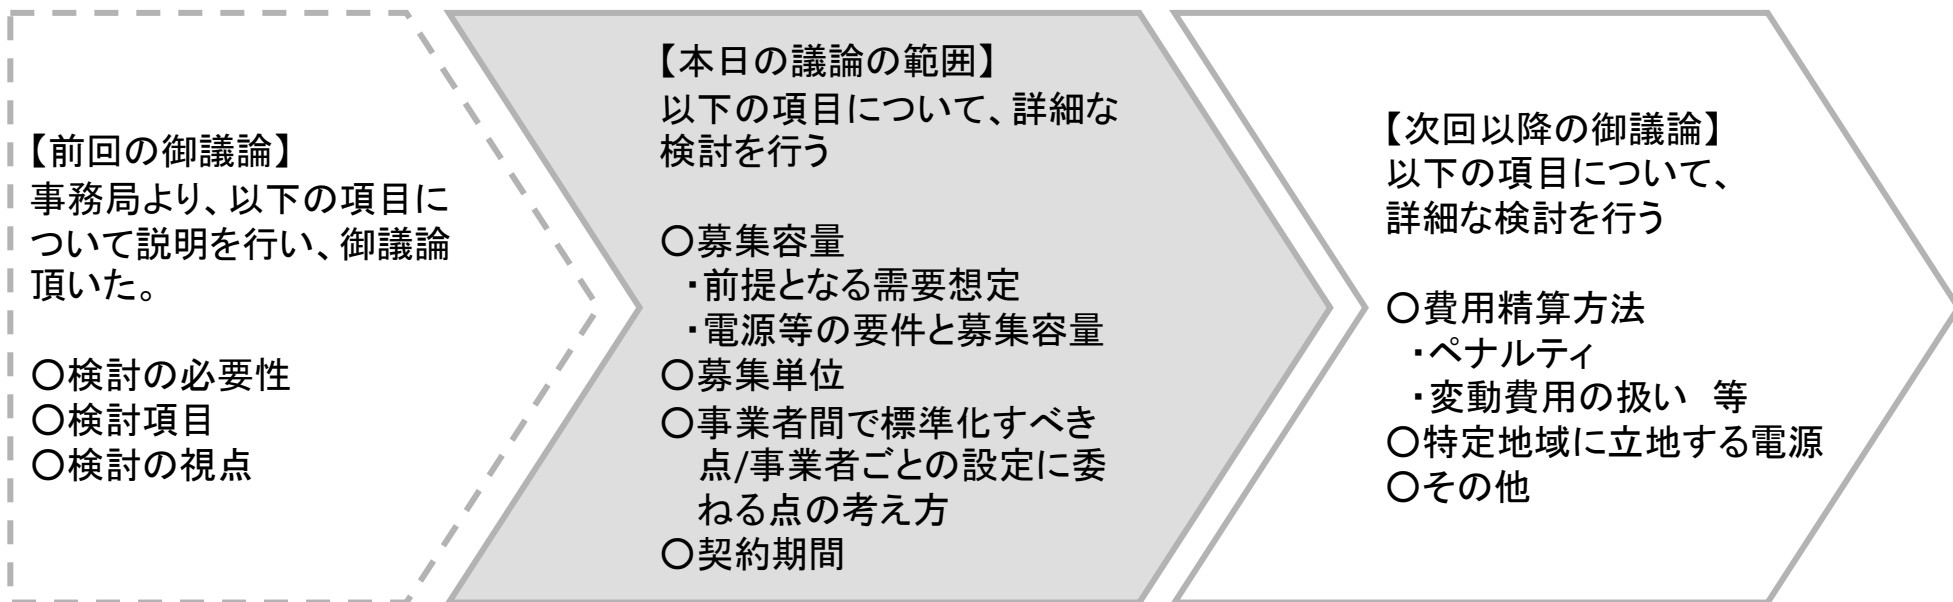 【前回の御議論】
事務局より、以下の項目に
ついて説明を行い、御議論
頂いた。
○検討の必要性
○検討項目
○検討の視点
【本日の議論の範囲】
以下の項目について、詳細な
検討を行う
○募集容量
・前提となる需要想定
・電源等の要件と募集容量
○募集単位
○事業者間で標準化すべき
点/事業者ごとの設定に委
ねる点の考え方
○契約期間
【次回以降の御議論】
以下の項目について、
詳細な検討を行う
○費用精算方法
・ペナルティ
・変動費用の扱い 等
○特定地域に立地する電源
○その他